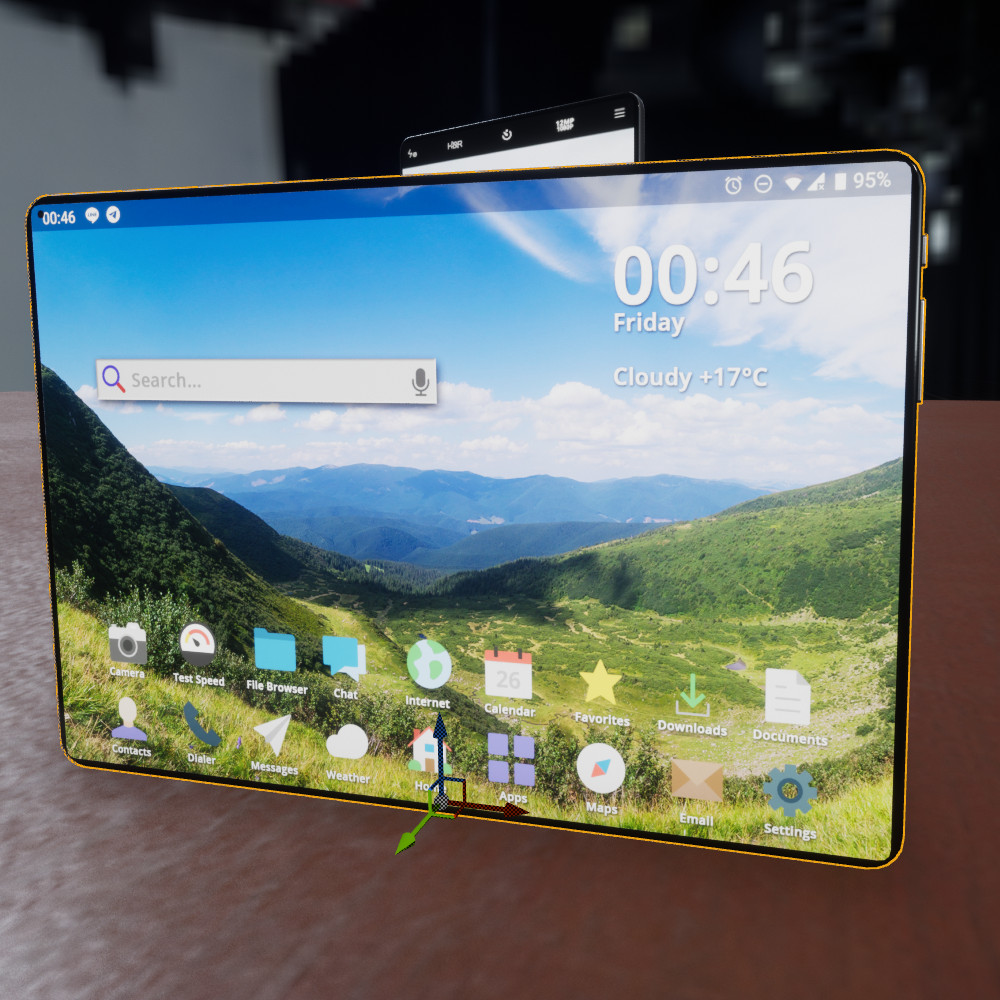 HDR
12MP
1080P
00:46
95%
00:46
Friday
Search...
Cloudy +17°C
Camera
Test Speed
File Browser
Chat
Internet
26
Calendar
Favorites
Downloads
Documents
Contacts
Dialer
Messages
Weather
Apps
Maps
Email
Settings